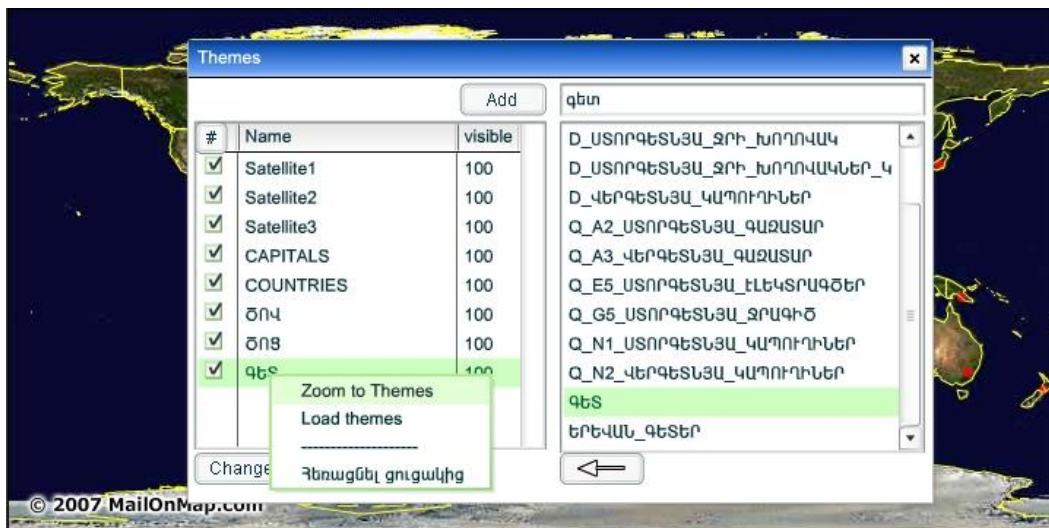 Themes
Add
գետ
# Name visible
Satellite1 100
Satellite2 100
Satellite3 100
CAPITALS 100
COUNTRIES 100
ԾՈՎ 100
ԾՈՑ 100
ԳԵՏ 100
Zoom to Themes
Load themes
-------------------
Հեռացնել ցուցակից
Change
D_ՍՏՈՐԳԵՏՆՅԱ_ՋՐԻ_ԽՈՂՈՎԱԿ
D_ՍՏՈՐԳԵՏՆՅԱ_ՋՐԻ_ԽՈՂՈՎԱԿՆԵՐ_Կ
D_ՎԵՐԳԵՏՆՅԱ_ԿԱՊՈՒՂԻՆԵՐ
Q_A2_ՍՏՈՐԳԵՏՆՅԱ_ԳԱԶԱՏԱՐ
Q_A3_ՎԵՐԳԵՏՆՅԱ_ԳԱԶԱՏԱՐ
Q_E5_ՍՏՈՐԳԵՏՆՅԱ_ԷԼԵԿՏՐԱԳԾԵՐ
Q_G5_ՍՏՈՐԳԵՏՆՅԱ_ՋՐԱԳԻԾ
Q_N1_ՍՏՈՐԳԵՏՆՅԱ_ԿԱՊՈՒՂԻՆԵՐ
Q_N2_ՎԵՐԳԵՏՆՅԱ_ԿԱՊՈՒՂԻՆԵՐ
ԳԵՏ
ԵՐԵՎԱՆ_ԳԵՏԵՐ
© 2007 MailOnMap.com